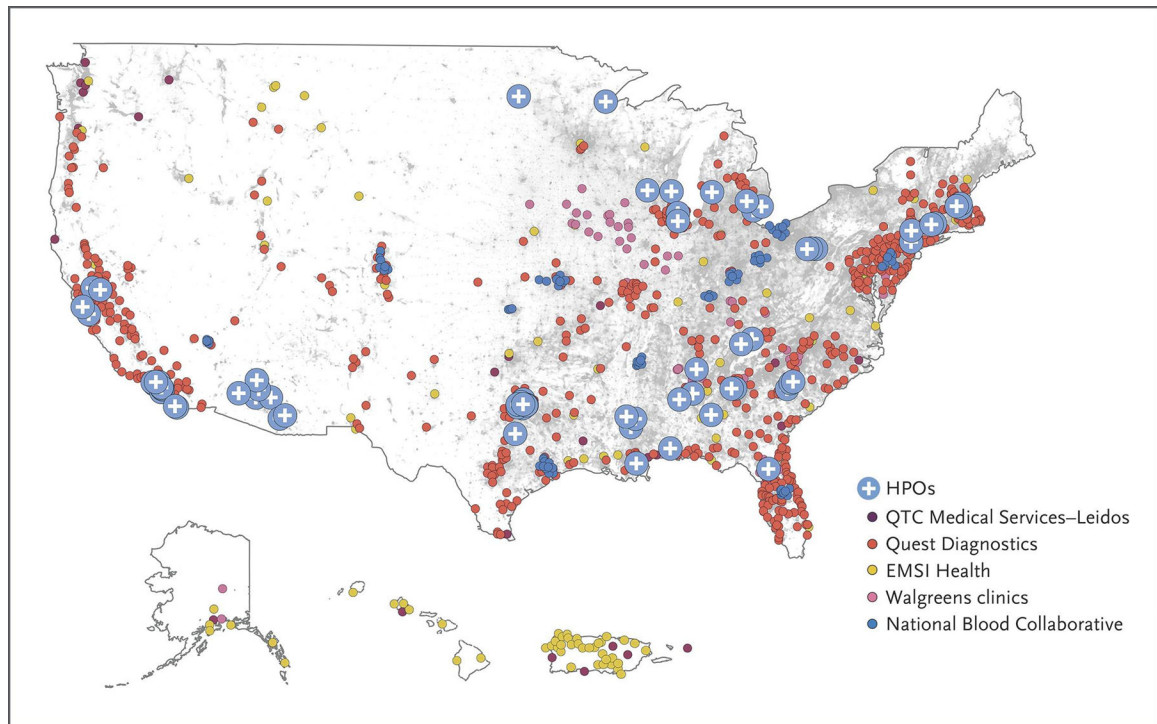 HPOs
QTC Medical Services–Leidos
Quest Diagnostics
EMSI Health
Walgreens clinics
National Blood Collaborative